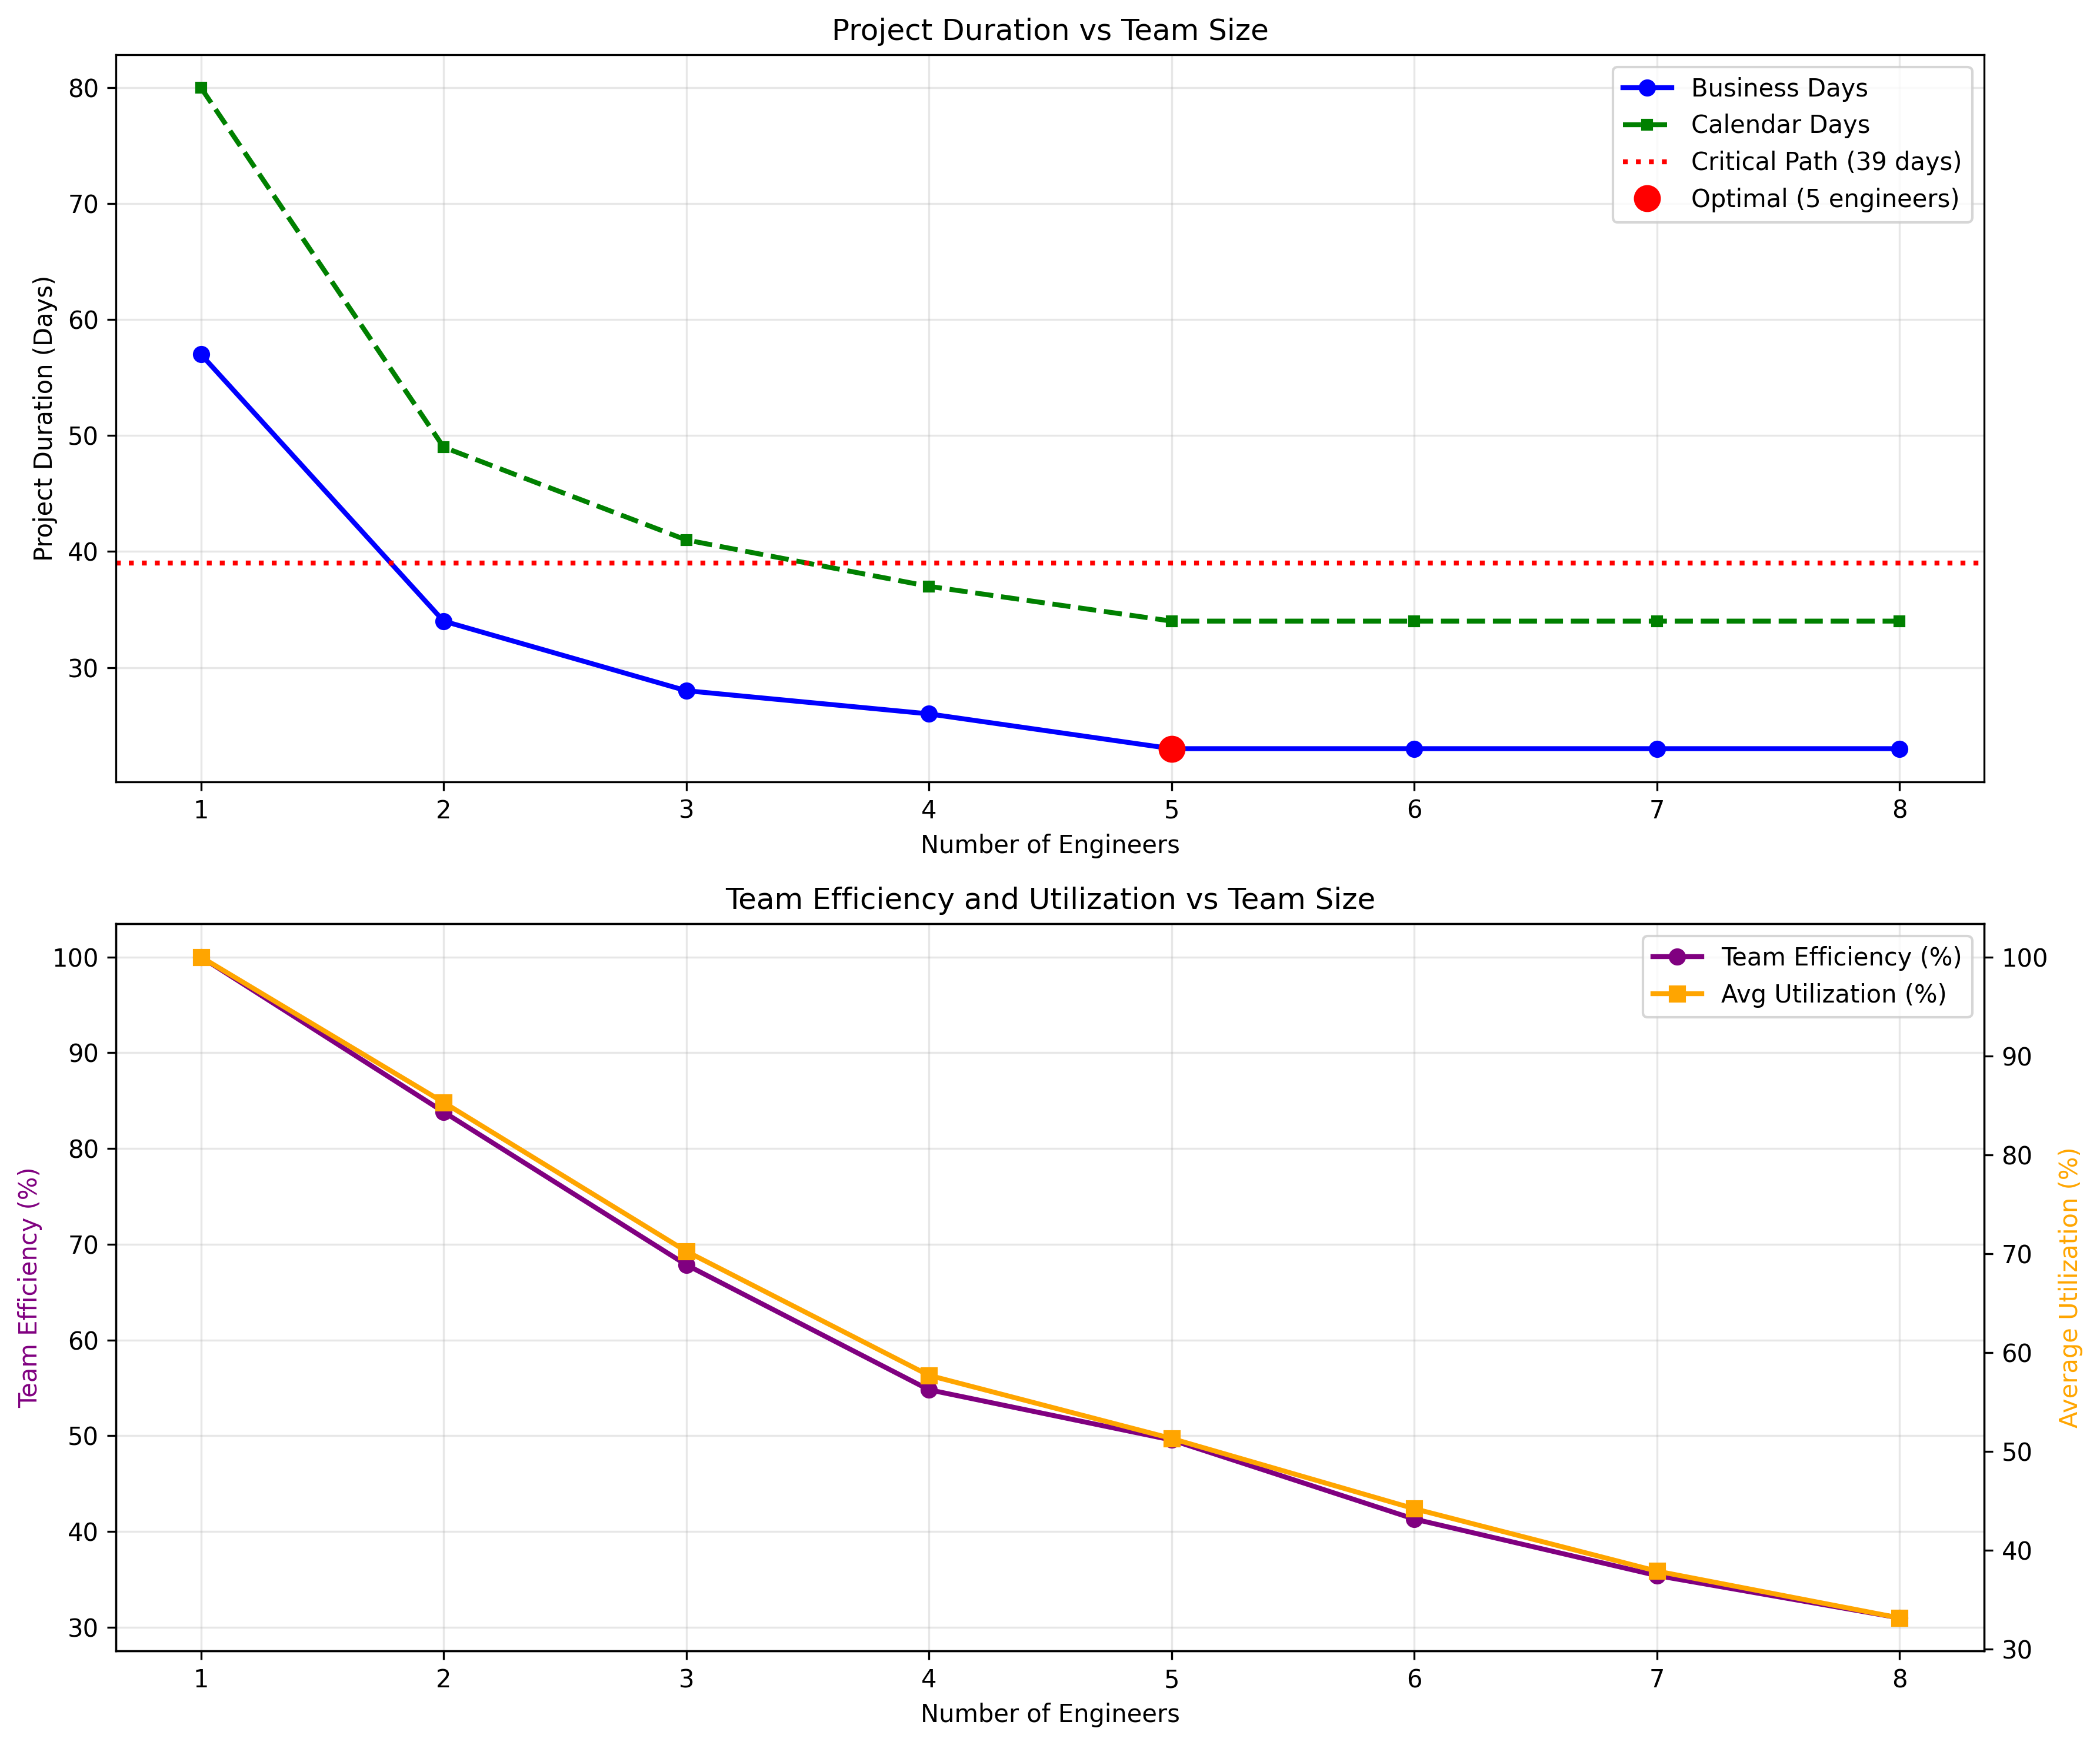 Project Duration vs Team Size
Project Duration (Days)
80
70
60
50
40
30
Business Days
Calendar Days
Critical Path (39 days)
Optimal (5 engineers)
1 2 3 4 5 6 7 8
Number of Engineers
Team Efficiency and Utilization vs Team Size
Team Efficiency (%)
100
90
80
70
60
50
40
30
Team Efficiency (%)
Avg Utilization (%)
100
90
80
70
60
50
40
30
Average Utilization (%)
1 2 3 4 5 6 7 8
Number of Engineers